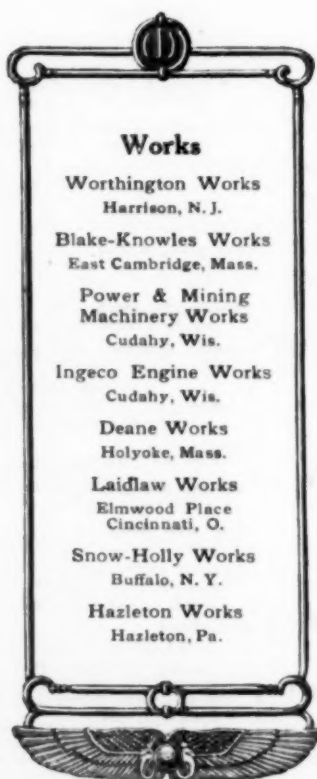 Works
Worthington Works
Harrison, N. J.
Blake-Knowles Works
East Cambridge, Mass.
Power & Mining
Machinery Works
Cudahy, Wis.
Ingeco Engine Works
Cudahy, Wis.
Deane Works
Holyoke, Mass.
Laidlaw Works
Elmwood Place
Cincinnati, O.
Snow-Holly Works
Buffalo, N. Y.
Hazleton Works
Hazleton, Pa.